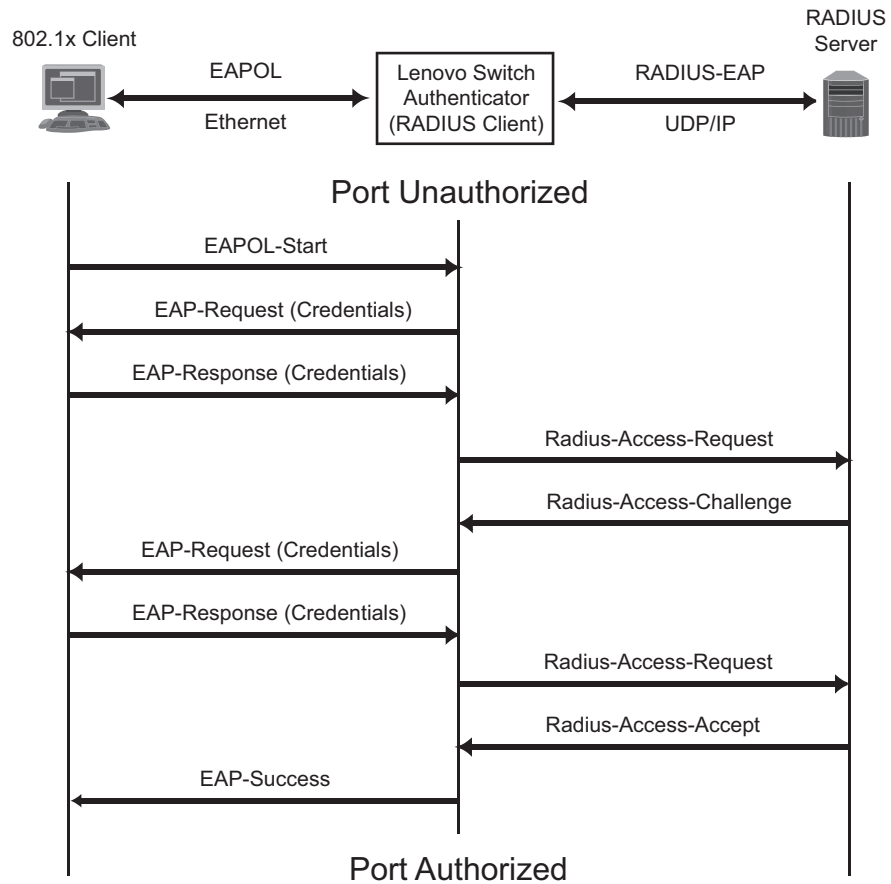 802.1x Client
EAPOL
Ethernet
Lenovo Switch
Authenticator
(RADIUS Client)
RADIUS-EAP
UDP/IP
RADIUS
Server
Port Unauthorized
EAPOL-Start
EAP-Request (Credentials)
EAP-Response (Credentials)
Radius-Access-Request
Radius-Access-Challenge
EAP-Request (Credentials)
EAP-Response (Credentials)
Radius-Access-Request
Radius-Access-Accept
EAP-Success
Port Authorized